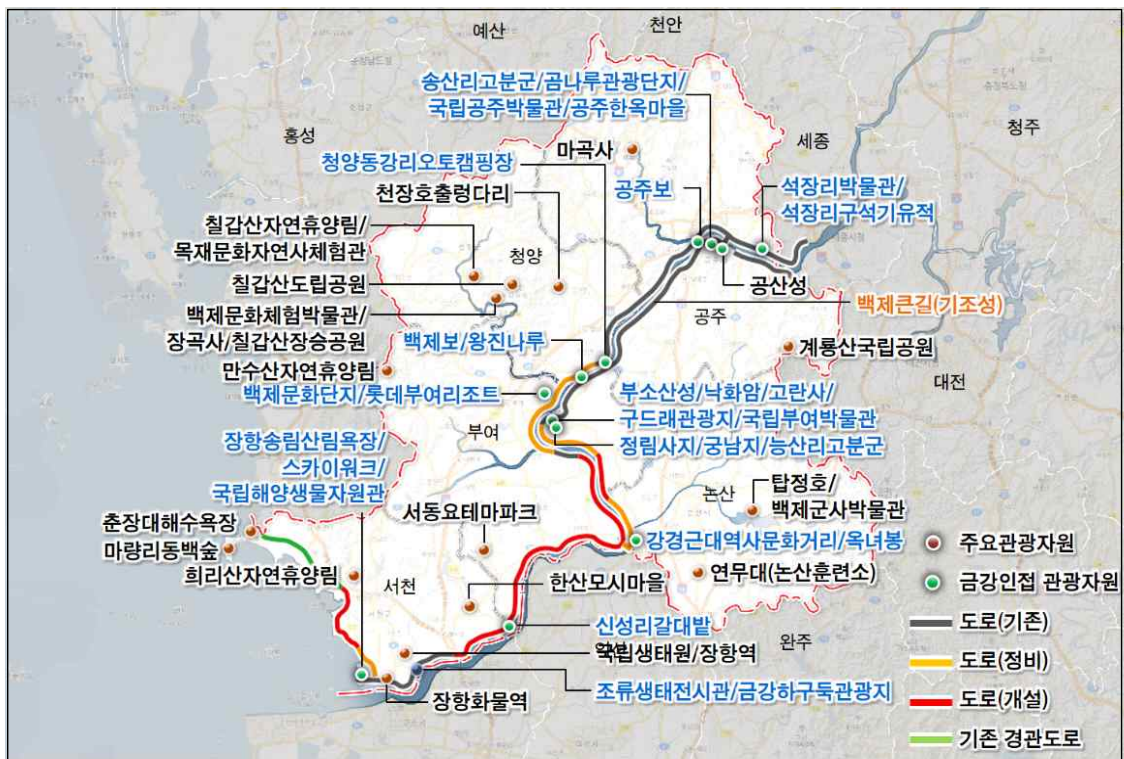 예산
천안
송산리고분군/곰나루관광단지/
국립공주박물관/공주한옥마을
청주
홍성
세종
마곡사
청양동강리오토캠핑장
공주보
석장리박물관/
석장리구석기유적
천장호출렁다리
칠갑산자연휴양림/
목재문화자연사체험관
청양
공산성
칠갑산도립공원
백제큰길(기조성)
공주
백제문화체험박물관/
장곡사/칠갑산장승공원
백제보/왕진나루
계룡산국립공원
만수산자연휴양림
대전
백제문화단지/롯데부여리조트
부소산성/낙화암/고란사/
구드래관광지/국립부여박물관
정림사지/궁남지/능산리고분군
부여
장항송림산림욕장/
스카이워크/
국립해양생물자원관
논산
탑정호/
백제군사박물관
서동요테마파크
춘장대해수욕장
마량리동백숲
강경근대역사문화거리/옥녀봉
주요관광자원
희리산자연휴양림
연무대(논산훈련소)
금강인접 관광자원
서천
한산모시마을
신성리갈대밭
도로(기존)
완주
국립생태원/장항역
도로(정비)
조류생태전시관/금강하구둑관광지
장항화물역
도로(개설)
기존 경관도로